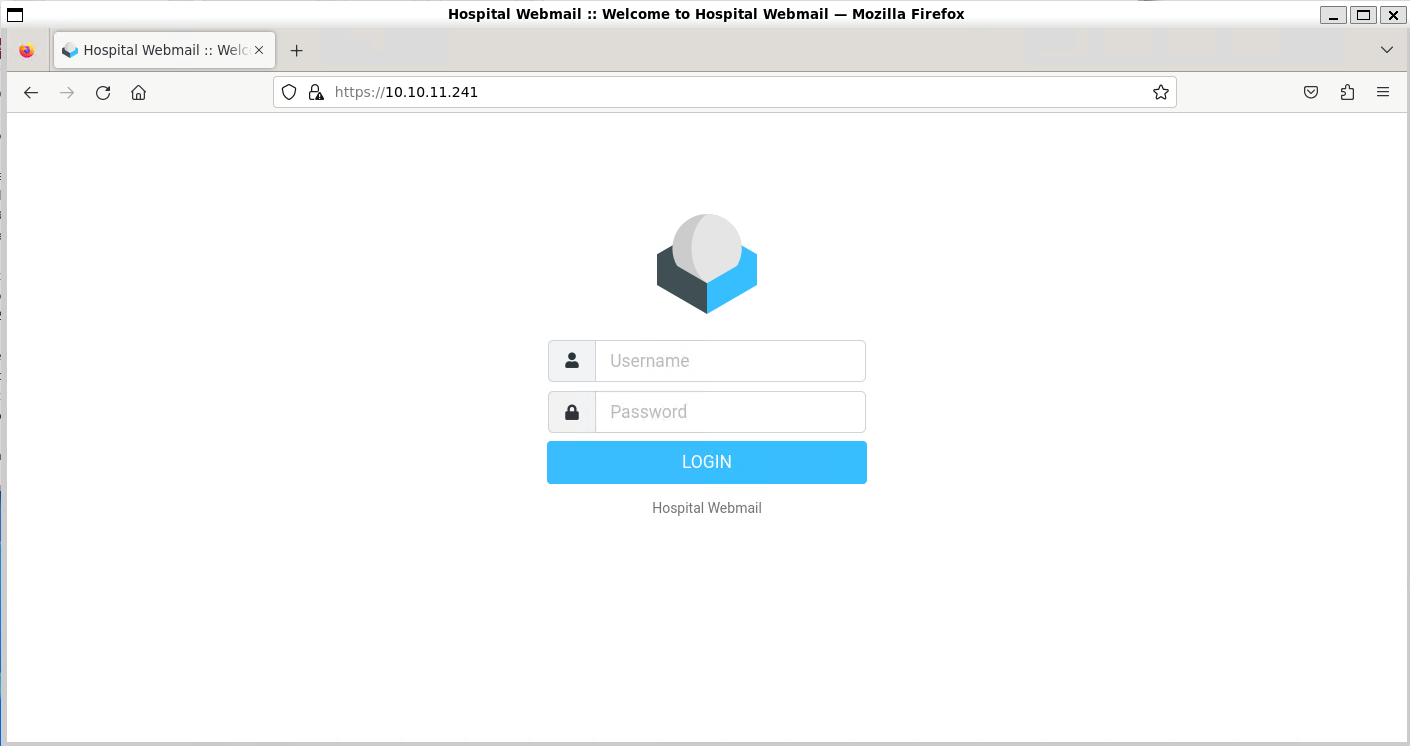 Hospital Webmail :: Welcome to Hospital Webmail — Mozilla Firefox
Hospital Webmail :: Welc
https://10.10.11.241
Username
Password
LOGIN
Hospital Webmail